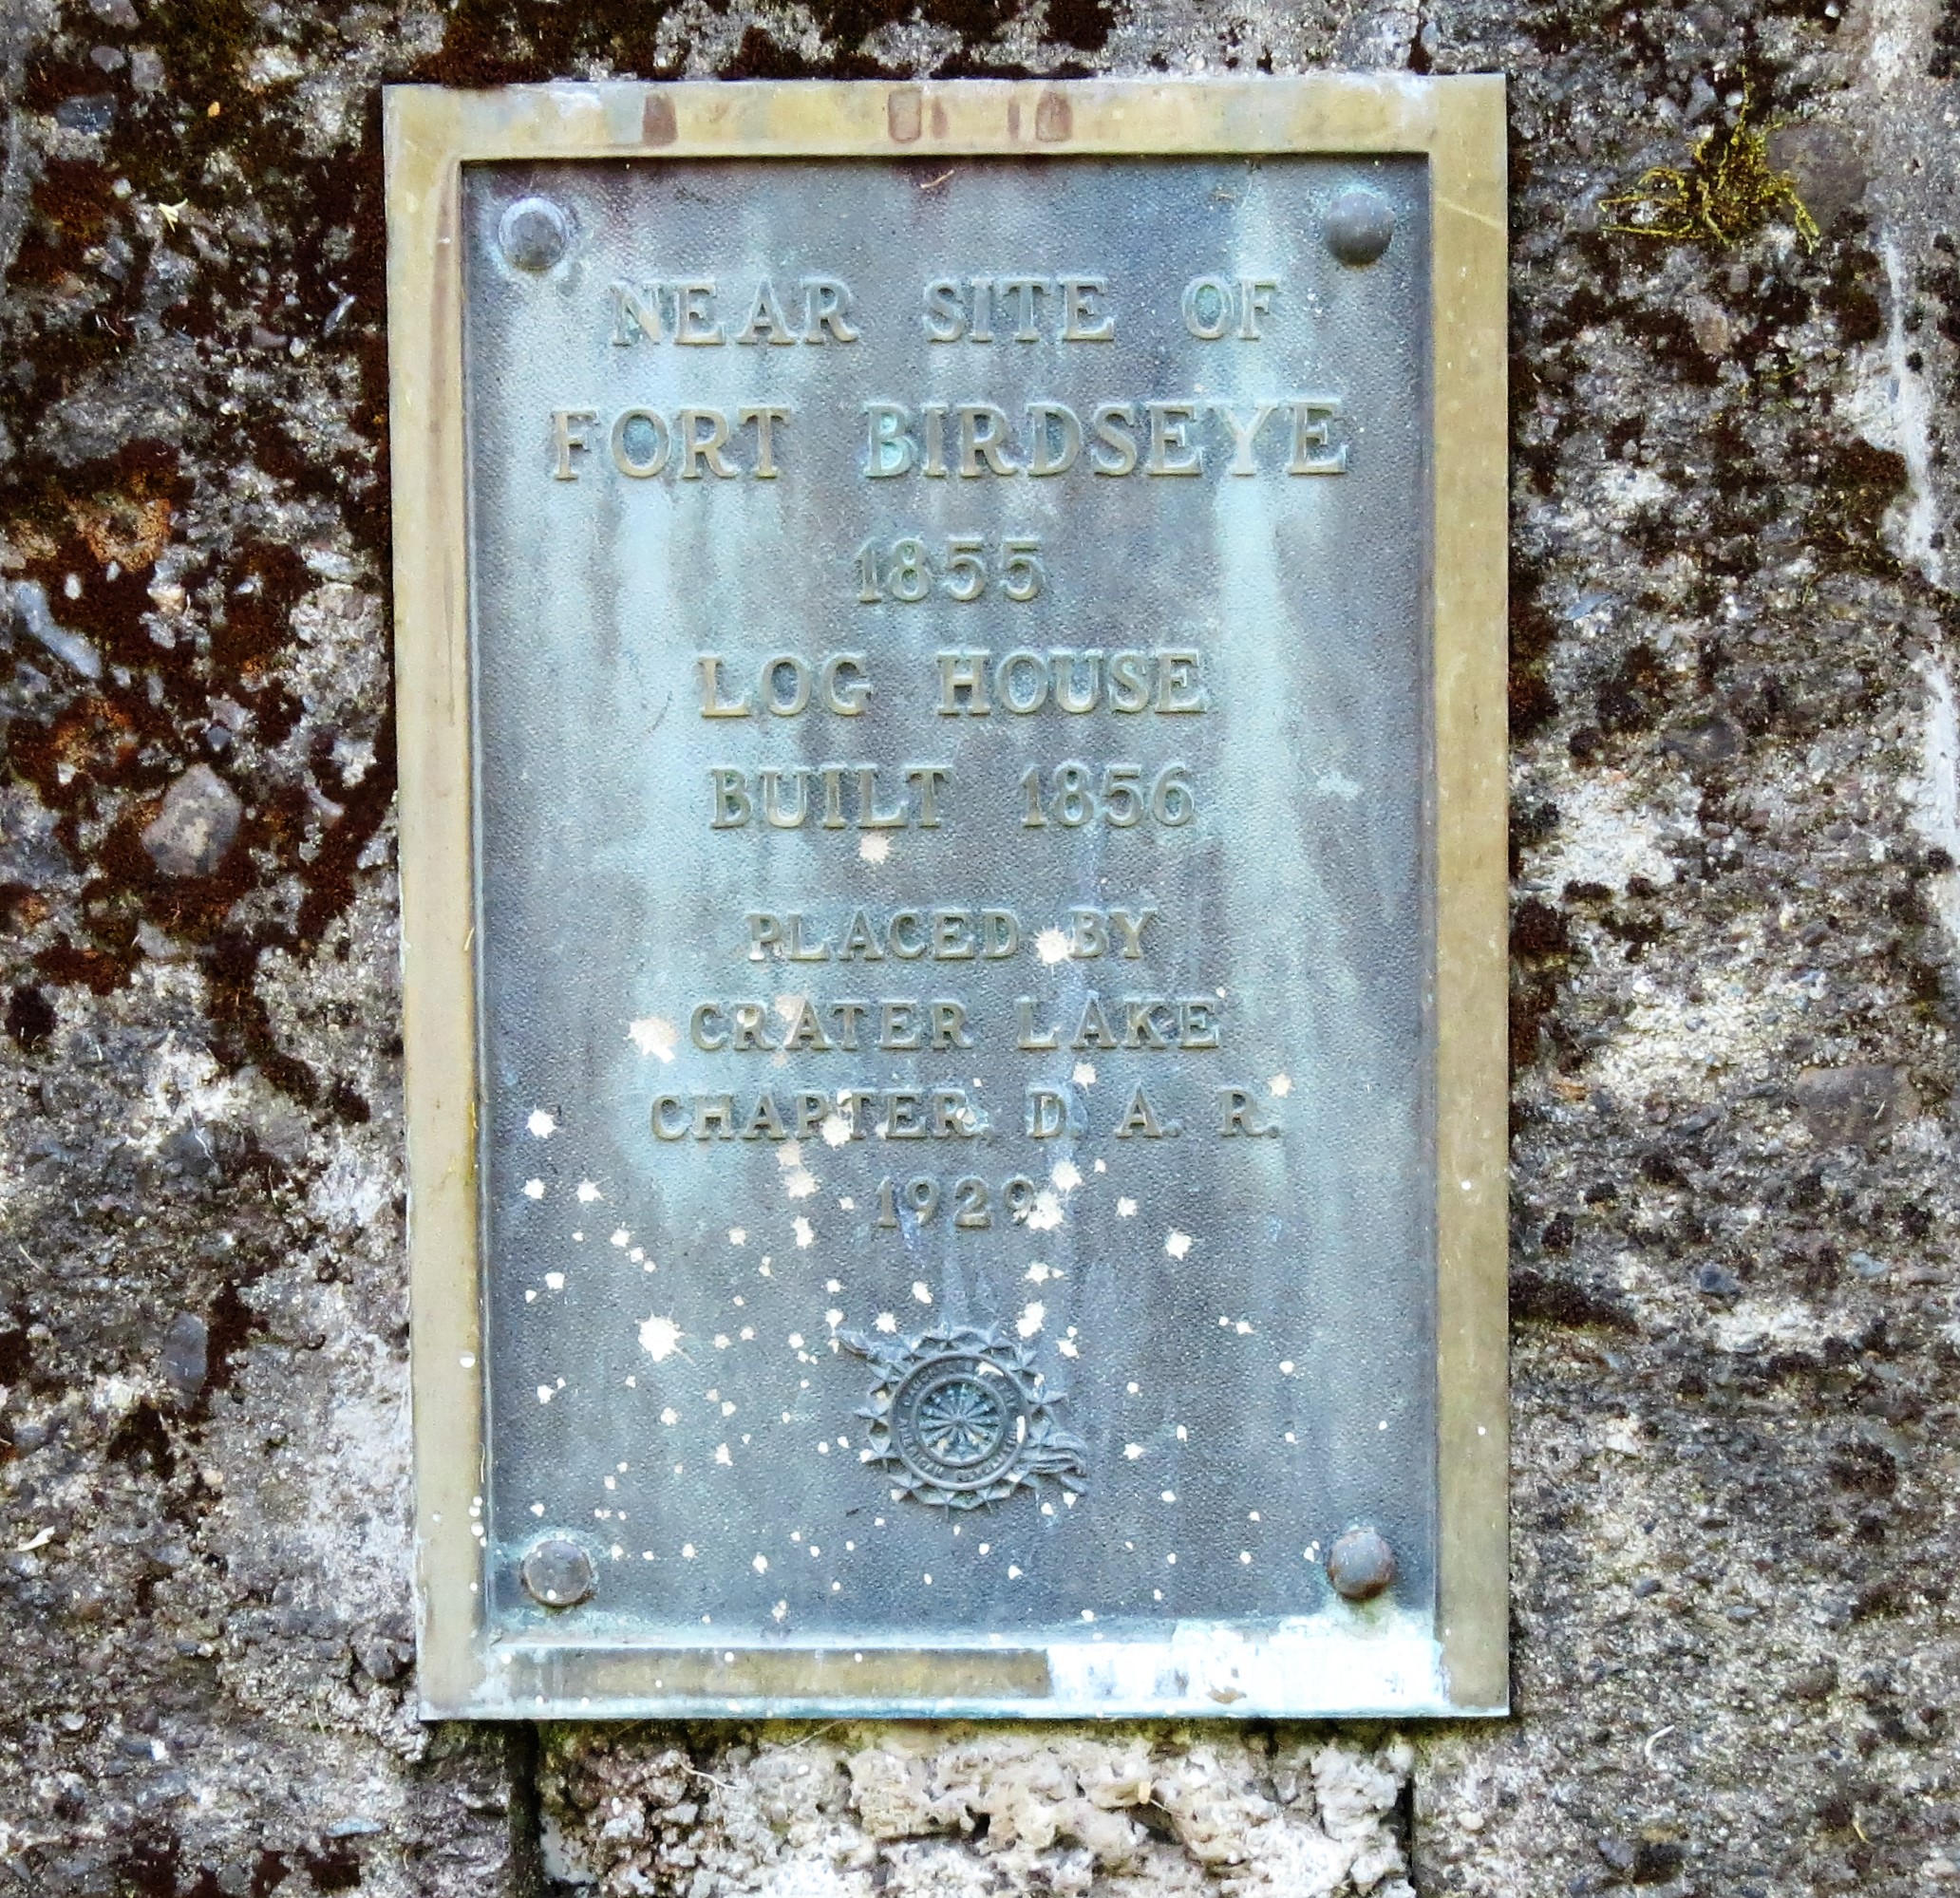 NEAR SITE OF
FORT BIRDSEYE
1855
LOG HOUSE
BUILT 1856
PLACED BY
CRATER LAKE
CHAPTER, D. A. R.
1929